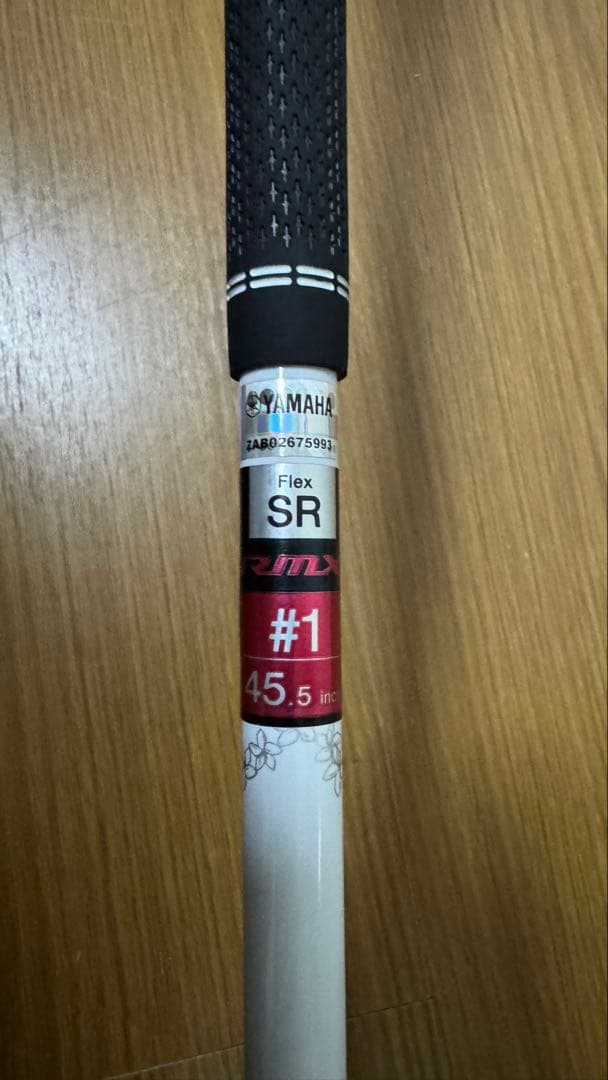 YAMAHA
ZAB02675993
Flex
SR
RMX
#1
45.5 inc